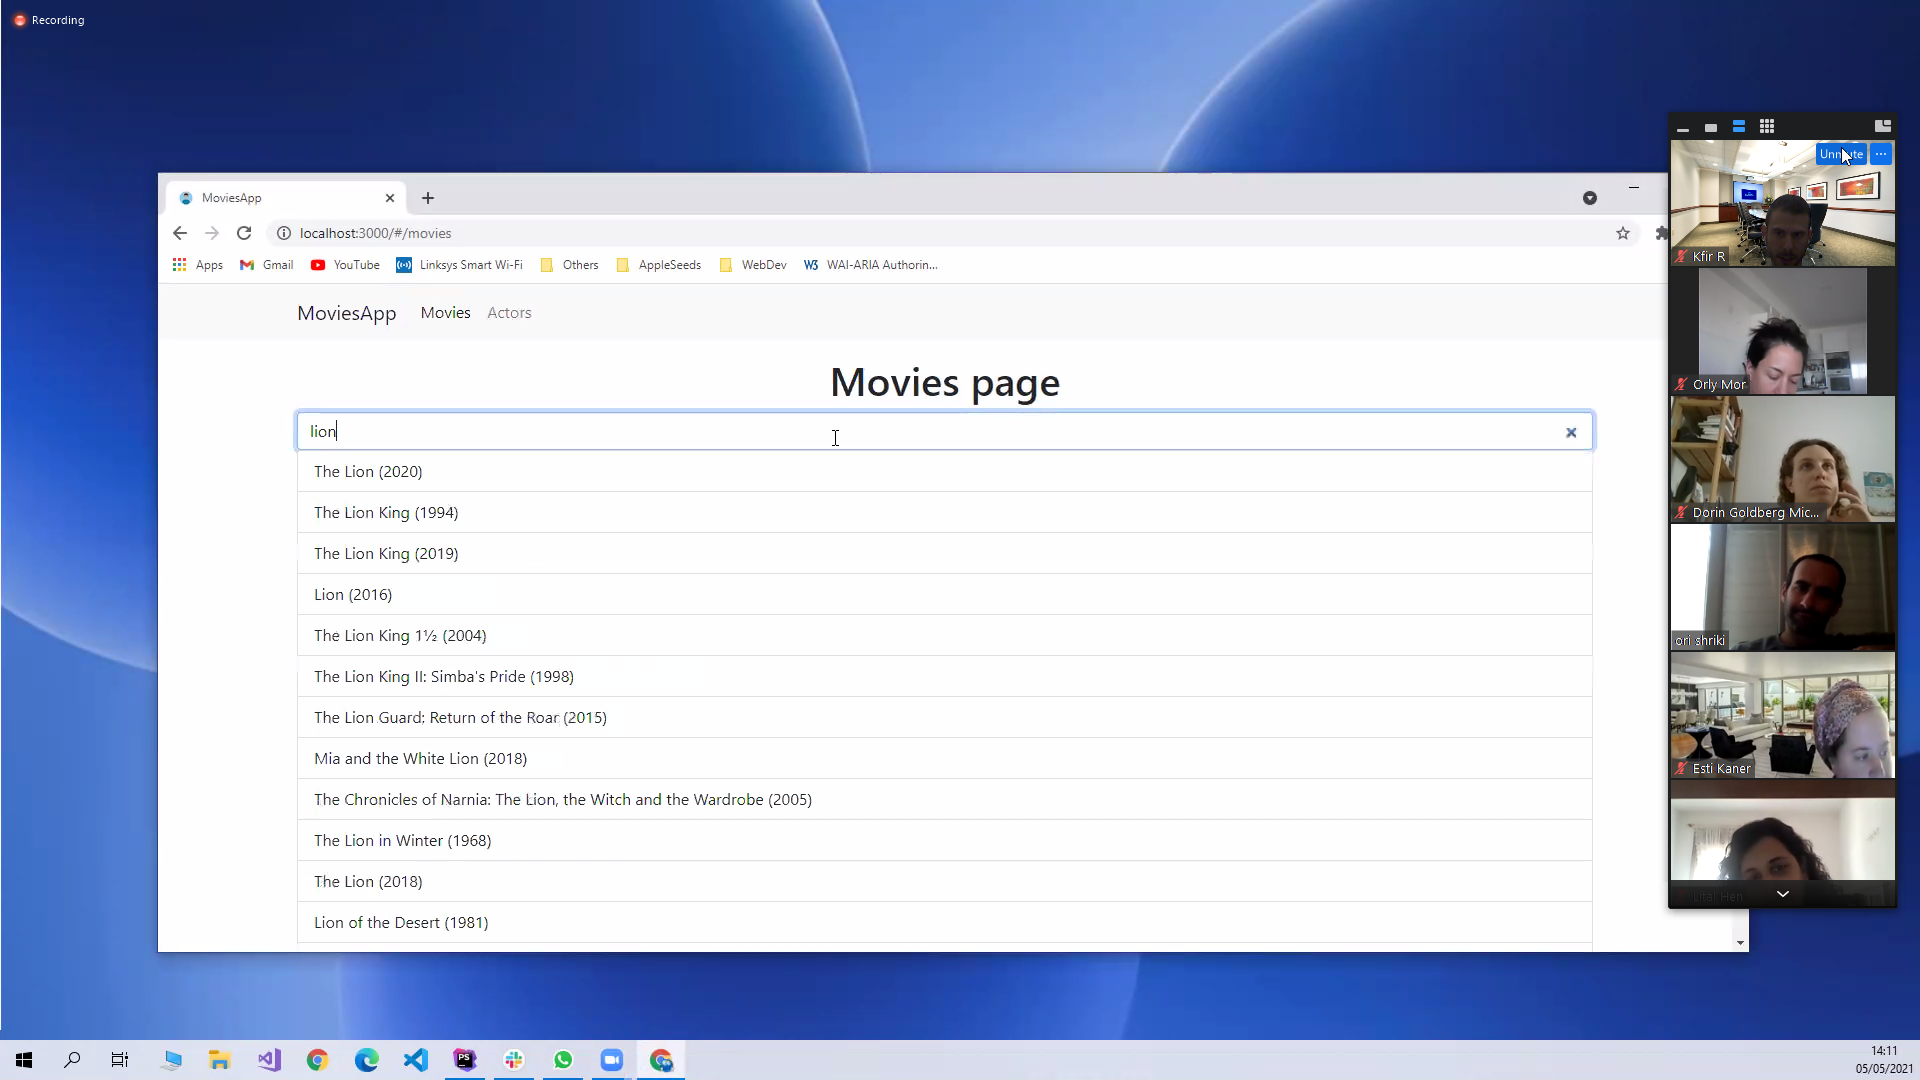 Recording
MoviesApp
localhost:3000/#/movies
Apps
Gmail
YouTube
Linksys Smart Wi-Fi
Others
AppleSeeds
WebDev
W3 WAI-ARIA Authorin...
MoviesApp Movies Actors
Movies page
lion
The Lion (2020)
The Lion King (1994)
The Lion King (2019)
Lion (2016)
The Lion King 1½ (2004)
The Lion King II: Simba's Pride (1998)
The Lion Guard: Return of the Roar (2015)
Mia and the White Lion (2018)
The Chronicles of Narnia: The Lion, the Witch and the Wardrobe (2005)
The Lion in Winter (1968)
The Lion (2018)
Lion of the Desert (1981)
Unmute
Kfir R
Orly Mor
Dorin Goldberg Mic...
ori shriki
Esti Kaner
Lital Hen
PS
14:11
05/05/2021